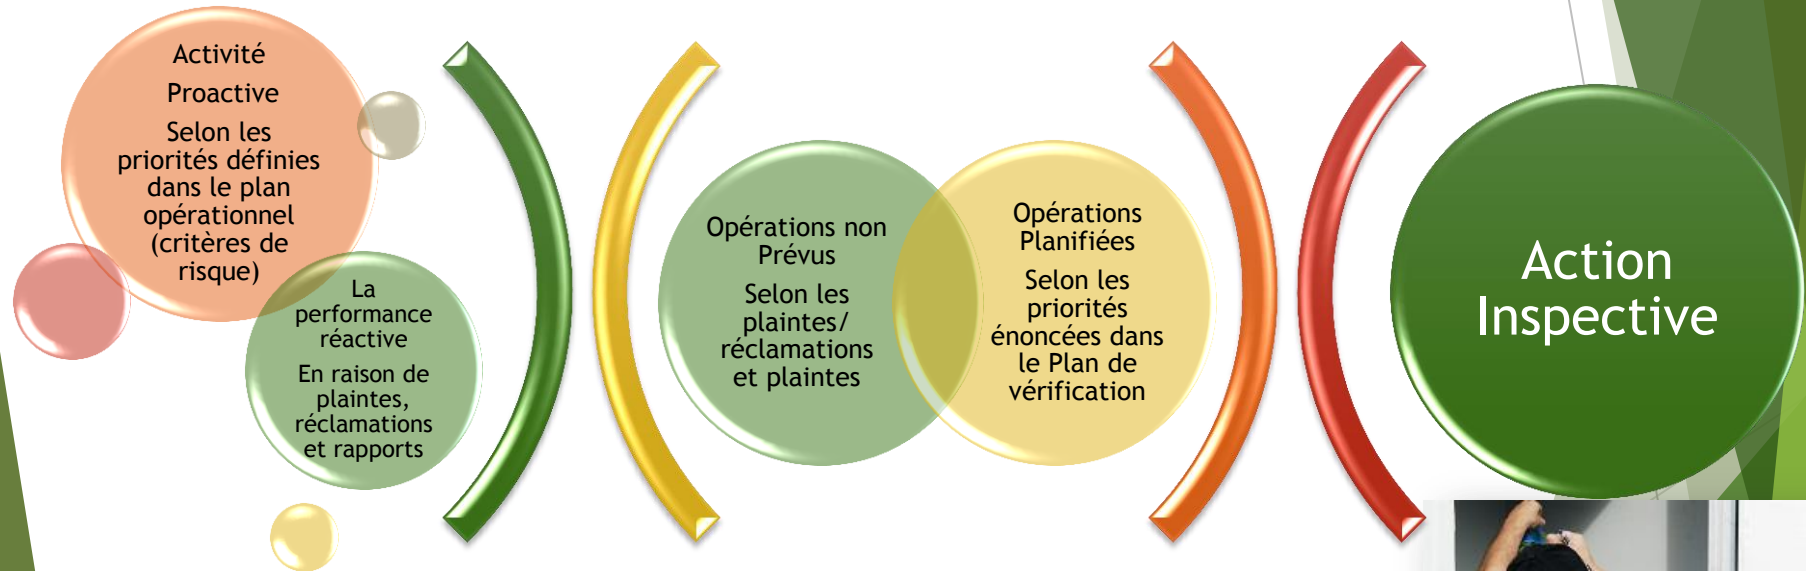 Activité
Proactive
Selon les
priorités définies
dans le plan
opérationnel
(critères de
risque)
La
performance
réactive
En raison de
plaintes,
réclamations
et rapports
Opérations non
Prévus
Selon les
plaintes/
réclamations
et plaintes
Opérations
Planifiées
Selon les
priorités
énoncées dans
le Plan de
vérification
Action
Inspective